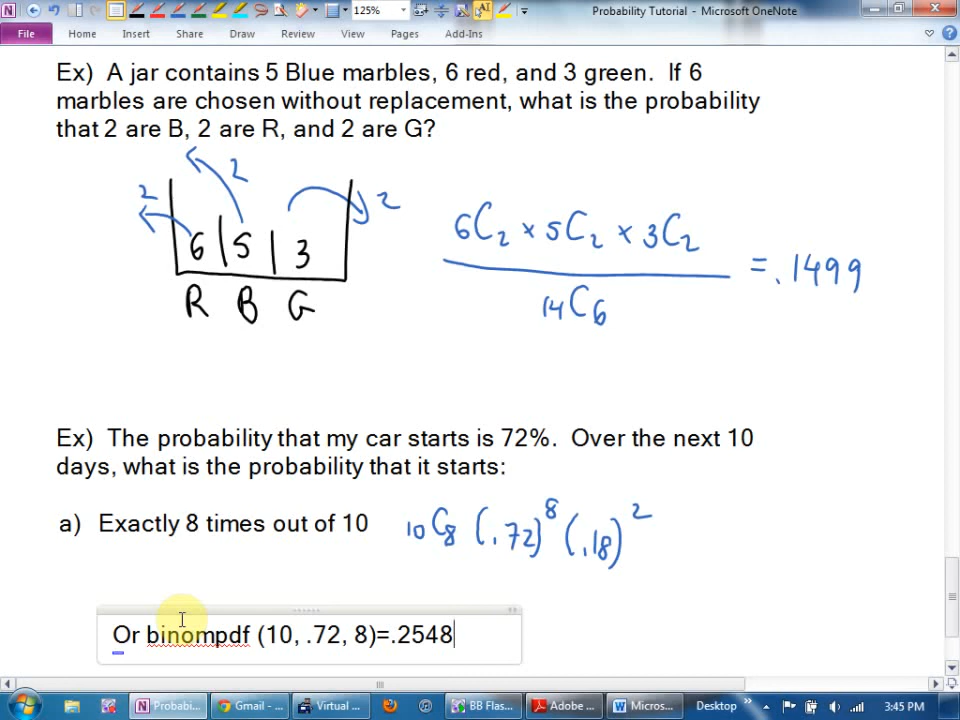 125%
Probability Tutorial - Microsoft OneNote
File Home Insert Share Draw Review View Pages Add-Ins
Ex) A jar contains 5 Blue marbles, 6 red, and 3 green. If 6
marbles are chosen without replacement, what is the probability
that 2 are B, 2 are R, and 2 are G?
2 2 2
6 5 3
R B G
6C2 × 5C2 × 3C2
14C6
= .1499
Ex) The probability that my car starts is 72%. Over the next 10
days, what is the probability that it starts:
a) Exactly 8 times out of 10 10C8 (.72)^8 (.18)^2
Or binompdf (10, .72, 8)=.2548
Probabi... Gmail - ... Virtual ... BB Flas... Adobe ... Micros... Desktop 3:45 PM